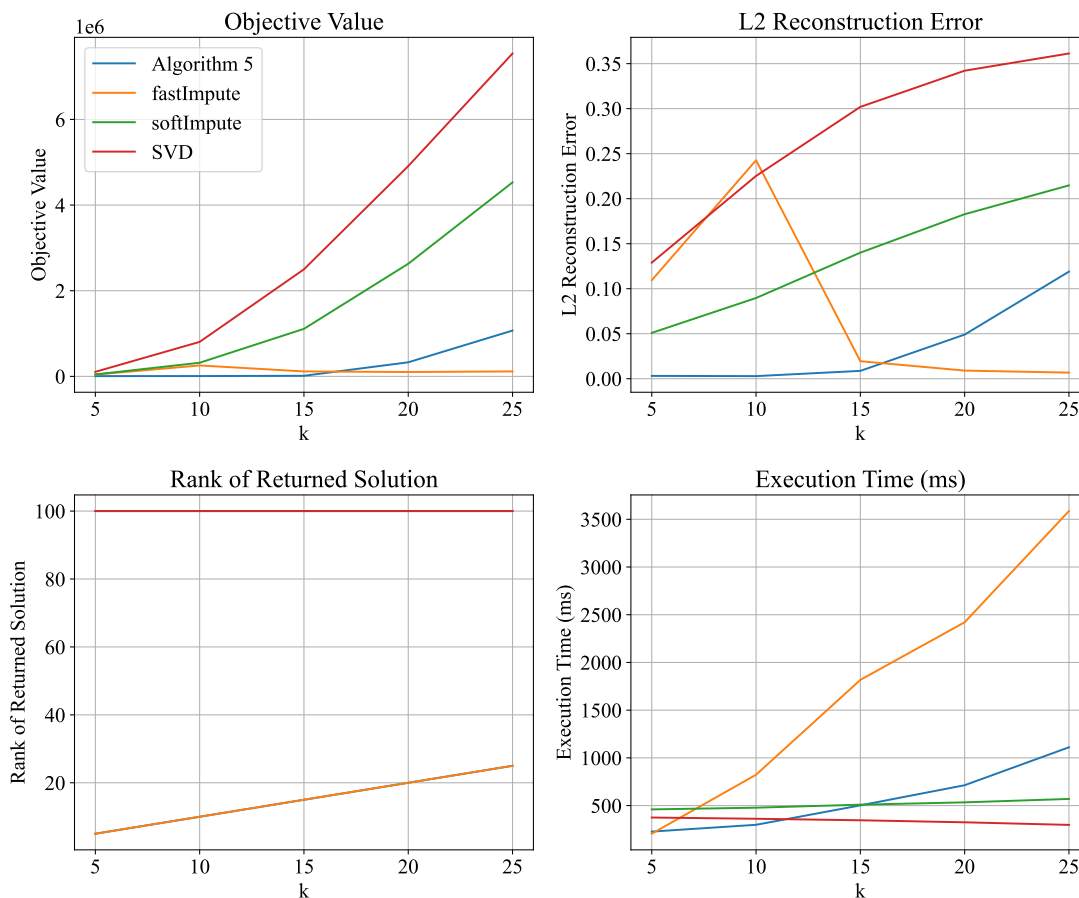 Objective Value
1e6
Objective Value
6
4
2
0
Algorithm 5
fastImpute
softImpute
SVD
5 10 15 20 25
k
L2 Reconstruction Error
L2 Reconstruction Error
0.35
0.30
0.25
0.20
0.15
0.10
0.05
0.00
5 10 15 20 25
k
Rank of Returned Solution
Rank of Returned Solution
100
80
60
40
20
5 10 15 20 25
k
Execution Time (ms)
Execution Time (ms)
3500
3000
2500
2000
1500
1000
500
5 10 15 20 25
k